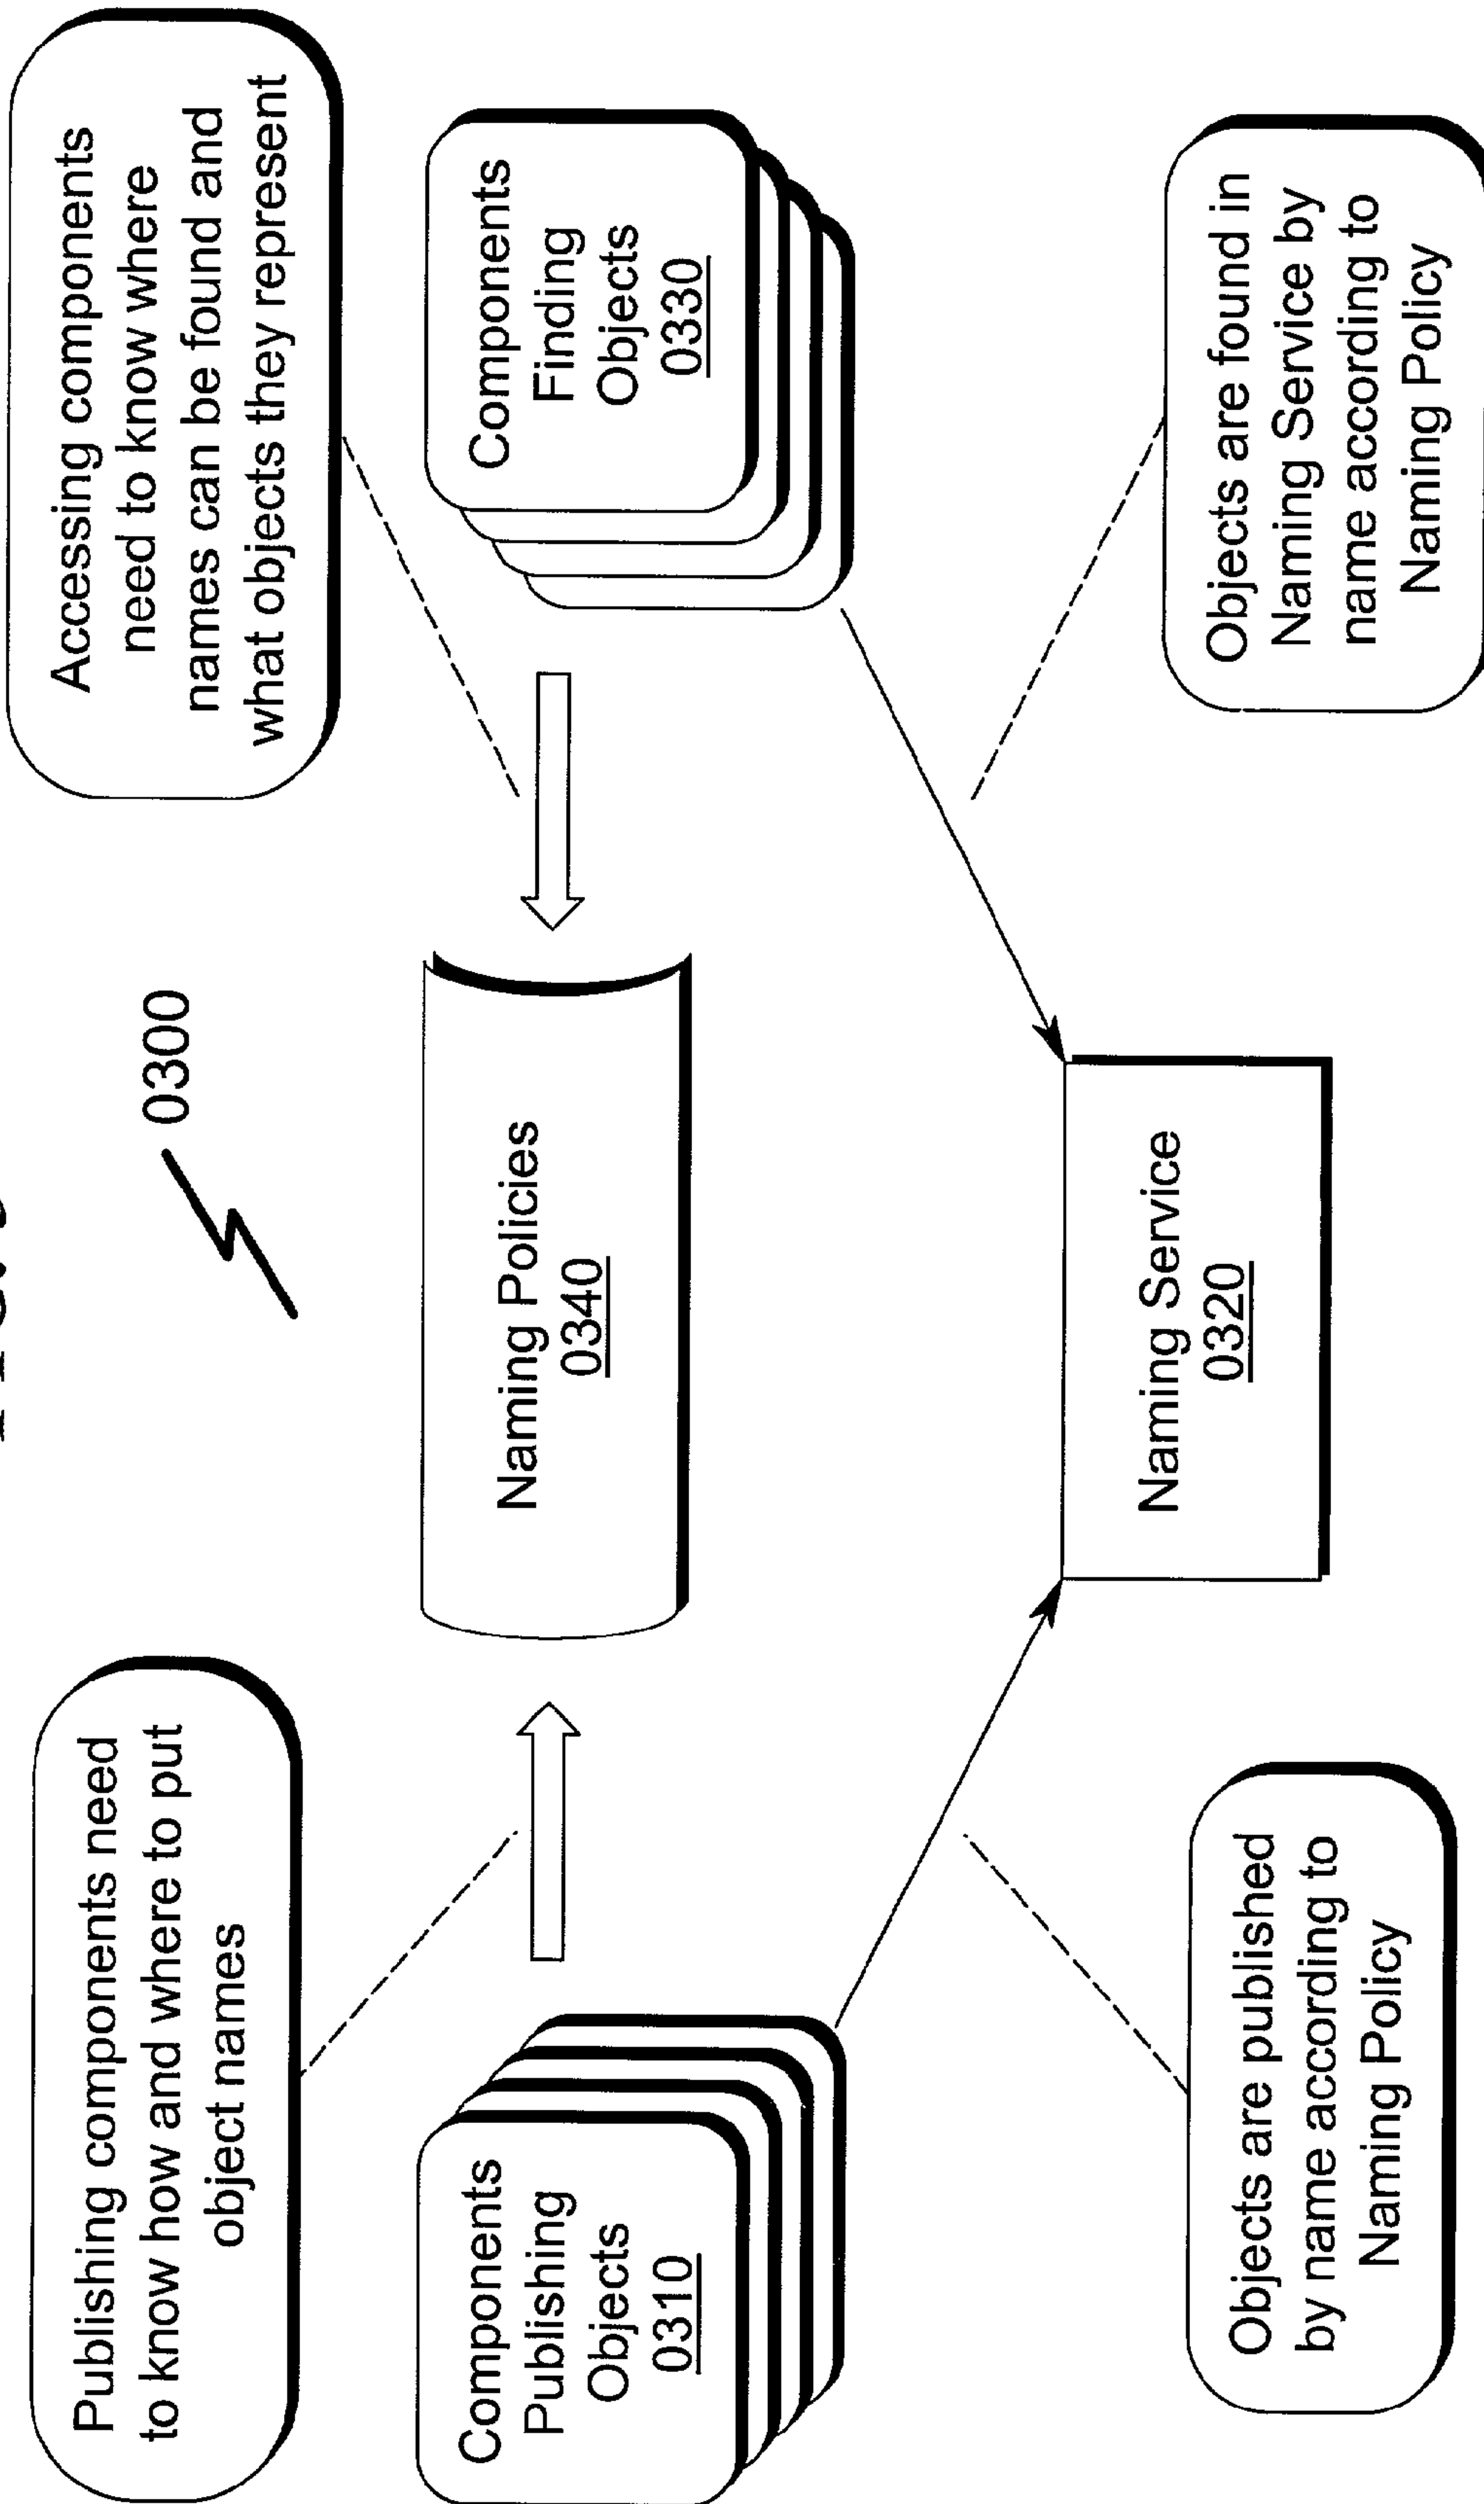 0300
Publishing components need
to know how and where to put
object names
Accessing components
need to know where
names can be found and
what objects they represent
Components
Publishing
Objects
0310
Naming Policies
0340
Components
Finding
Objects
0330
Objects are published
by name according to
Naming Policy
Naming Service
0320
Objects are found in
Naming Service by
name according to
Naming Policy